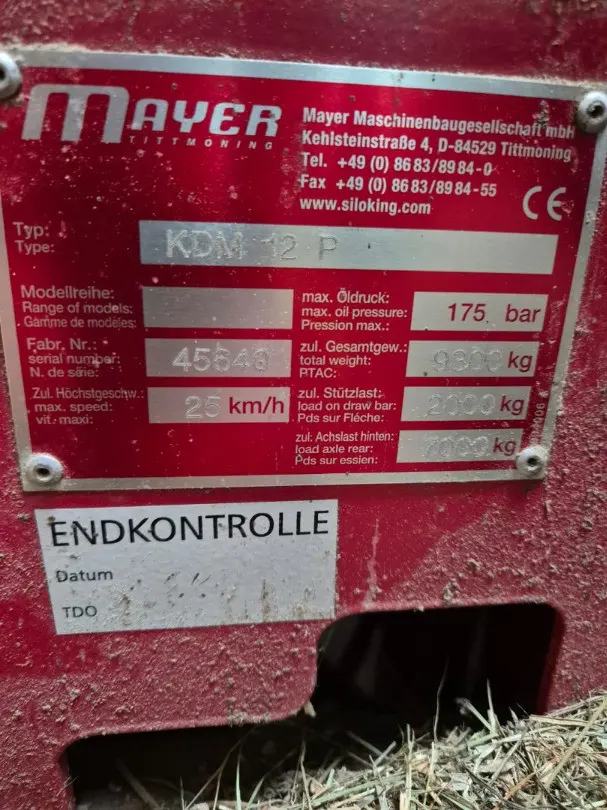 MAYER
TITTMONING
Mayer Maschinenbaugesellschaft mbH
Kehlsteinstraße 4, D-84529 Tittmoning
Tel. +49 (0) 86 83/89 84-0
Fax +49 (0) 86 83/89 84-55
www.siloking.com
CE
Typ:
Type:
KDM 12 P
Modellreihe:
Range of models:
Gamme de modèles:
max. Öldruck:
max. oil pressure:
Pression max.:
175 bar
Fabr. Nr.:
serial number:
N. de série:
zul. Gesamtgew.:
total weight:
PTAC:
kg
Zul. Höchstgeschw.:
max. speed:
vit. maxi:
25 km/h
zul. Stützlast:
load on draw bar:
Pds sur Fléche:
2000 kg
zul. Achslast hinten:
load axle rear:
Pds sur essien:
7000 kg
ENDKONTROLLE
Datum
TDO